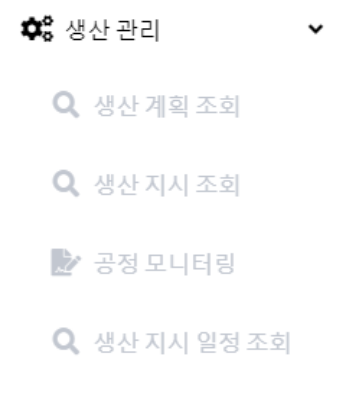 생산 관리
생산 계획 조회
생산 지시 조회
공정 모니터링
생산 지시 일정 조회